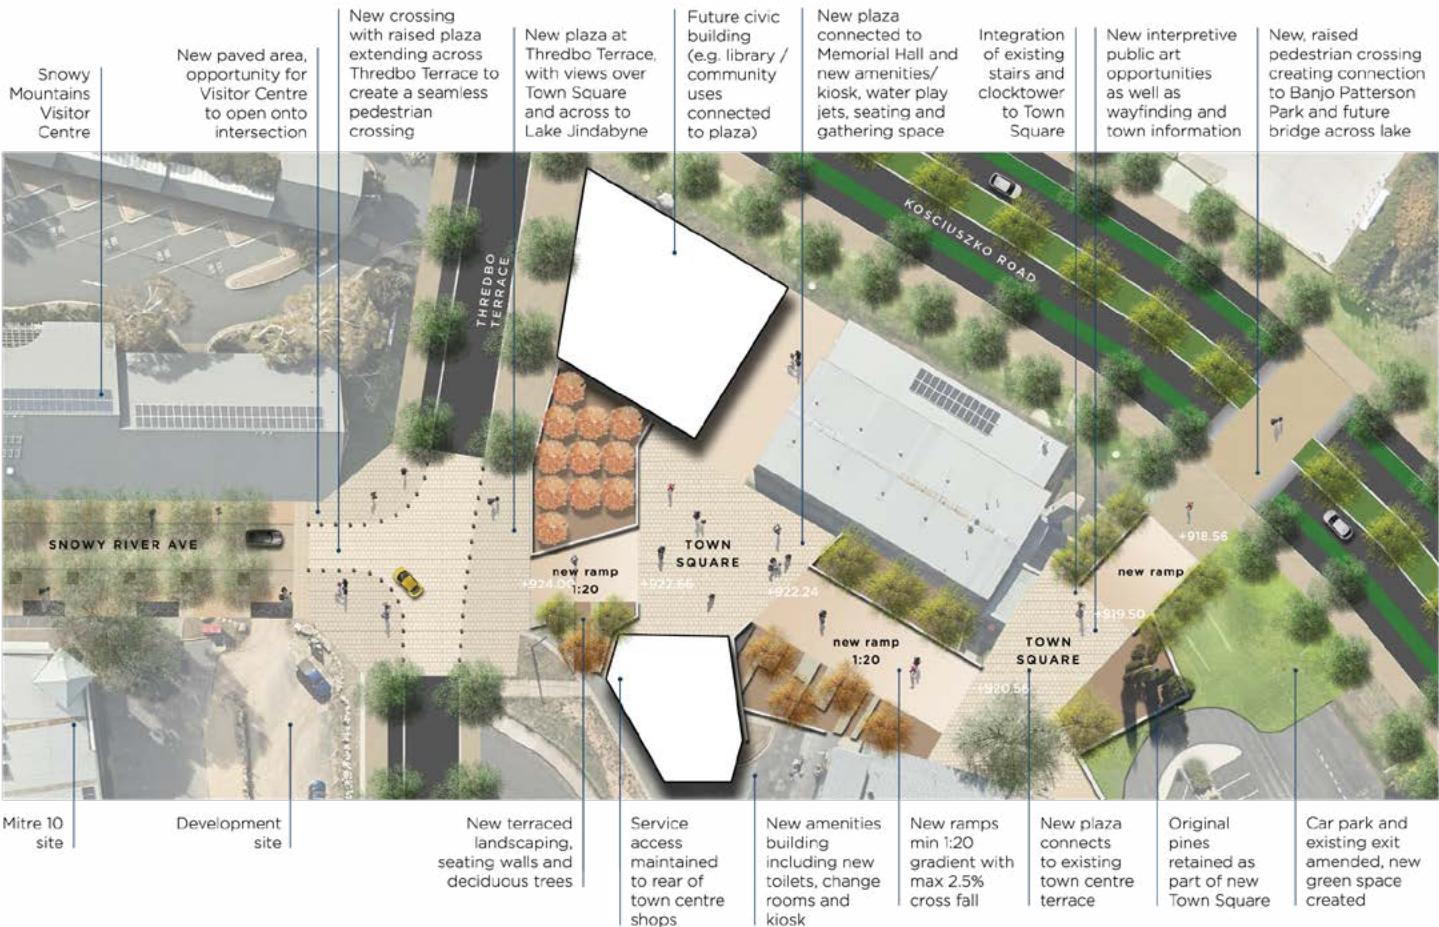 Snowy
Mountains
Visitor
Centre
New paved area,
opportunity for
Visitor Centre
to open onto
intersection
New crossing
with raised plaza
extending across
Thredbo Terrace to
create a seamless
pedestrian
crossing
New plaza at
Thredbo Terrace,
with views over
Town Square
and across to
Lake Jindabyne
Future civic
building
(e.g. library /
community
uses
connected
to plaza)
New plaza
connected to
Memorial Hall and
new amenities/
kiosk, water play
jets, seating and
gathering space
Integration
of existing
stairs and
clocktower
to Town
Square
New interpretive
public art
opportunities
as well as
wayfinding and
town information
New, raised
pedestrian crossing
creating connection
to Banjo Patterson
Park and future
bridge across lake
KOSCIUSZKO ROAD
THREDBO
TERRACE
SNOWY RIVER AVE
TOWN
SQUARE
new ramp
1:20
+924.00
+922.66
+922.24
new ramp
1:20
TOWN
SQUARE
+920.56
+919.50
new ramp
+918.56
Mitre 10
site
Development
site
New terraced
landscaping,
seating walls and
deciduous trees
Service
access
maintained
to rear of
town centre
shops
New amenities
building
including new
toilets, change
rooms and
kiosk
New ramps
min 1:20
gradient with
max 2.5%
cross fall
New plaza
connects
to existing
town centre
terrace
Original
pines
retained as
part of new
Town Square
Car park and
existing exit
amended, new
green space
created